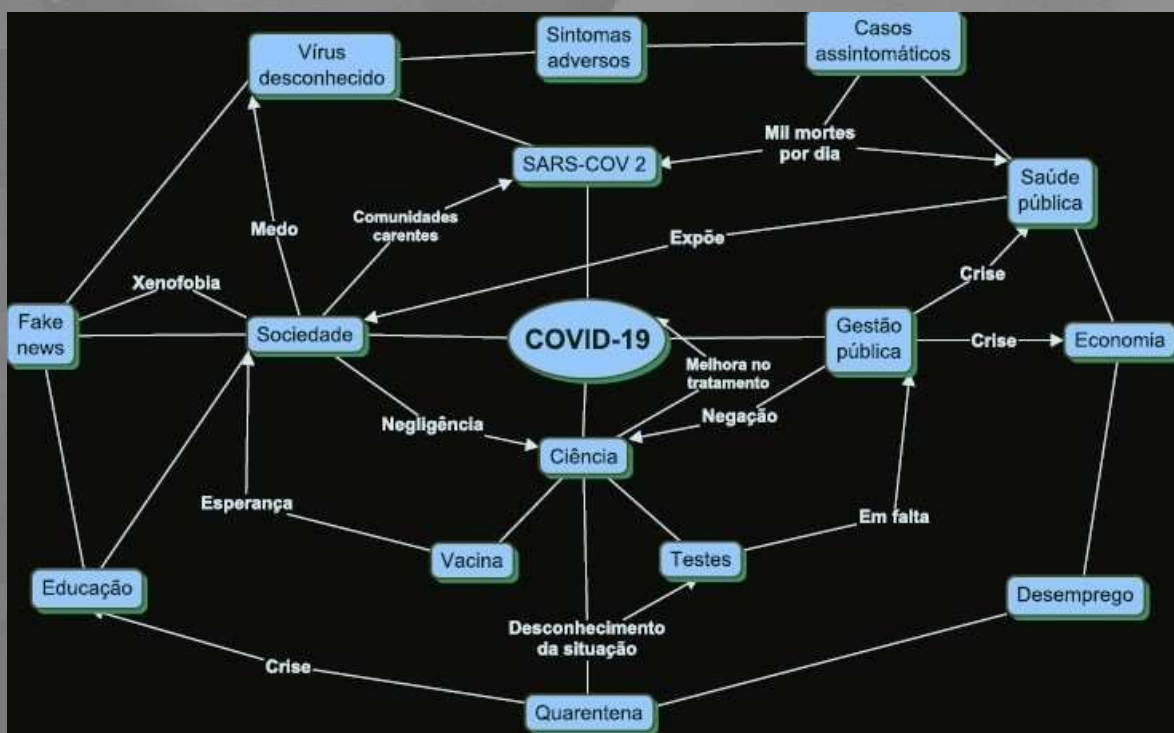 Vírus
desconhecido
Sintomas
adversos
Casos
assintomáticos
Mil mortes
por dia
SARS-COV 2
Saúde
pública
Comunidades
carentes
Medo
Expõe
Xenofobia
Crise
Fake
news
Sociedade
COVID-19
Gestão
pública
Crise
Economia
Melhora no
tratamento
Negligência
Negação
Ciência
Esperança
Em falta
Vacina
Testes
Educação
Desemprego
Desconhecimento
da situação
Crise
Quarentena